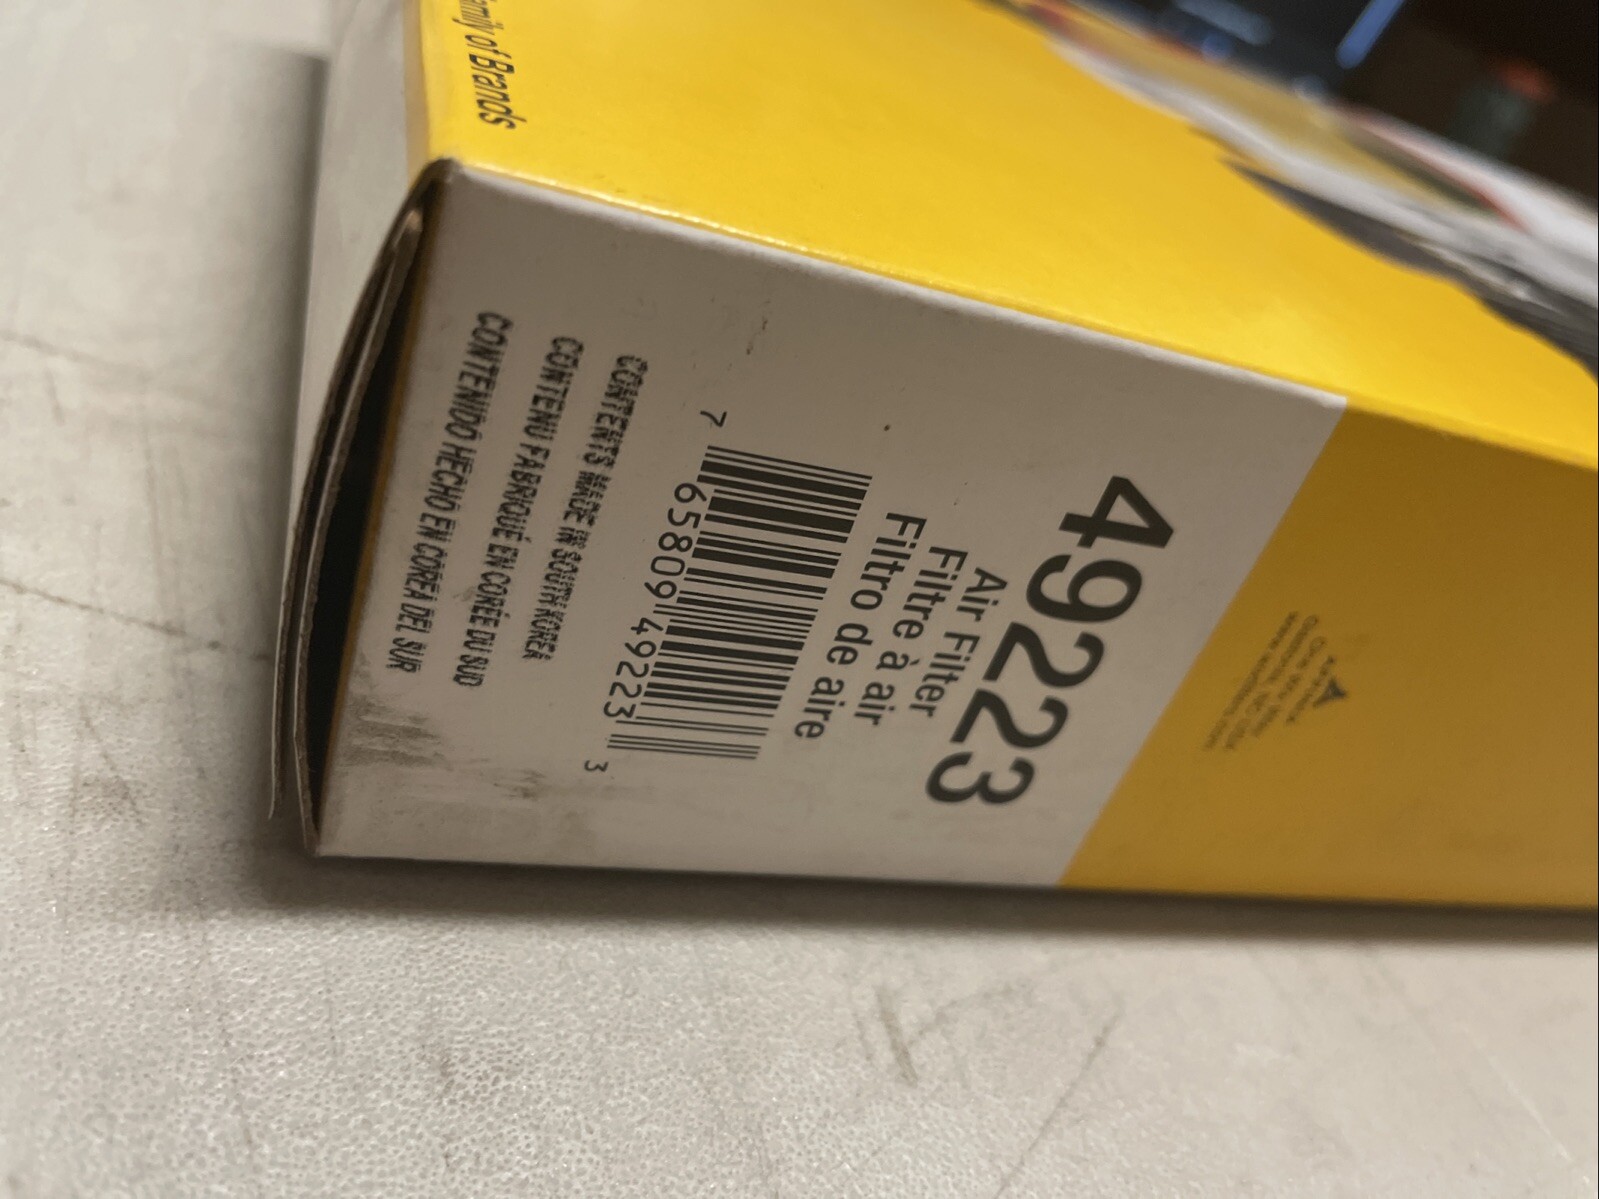 of Brands
49223
Air Filter
Filtre à air
Filtro de aire
7 65809 49223 3
CONTENTS MADE IN SOUTH KOREA
CONTENU FABRIQUÉ EN CORÉE DU SUD
CONTENIDO HECHO EN COREA DEL SUR